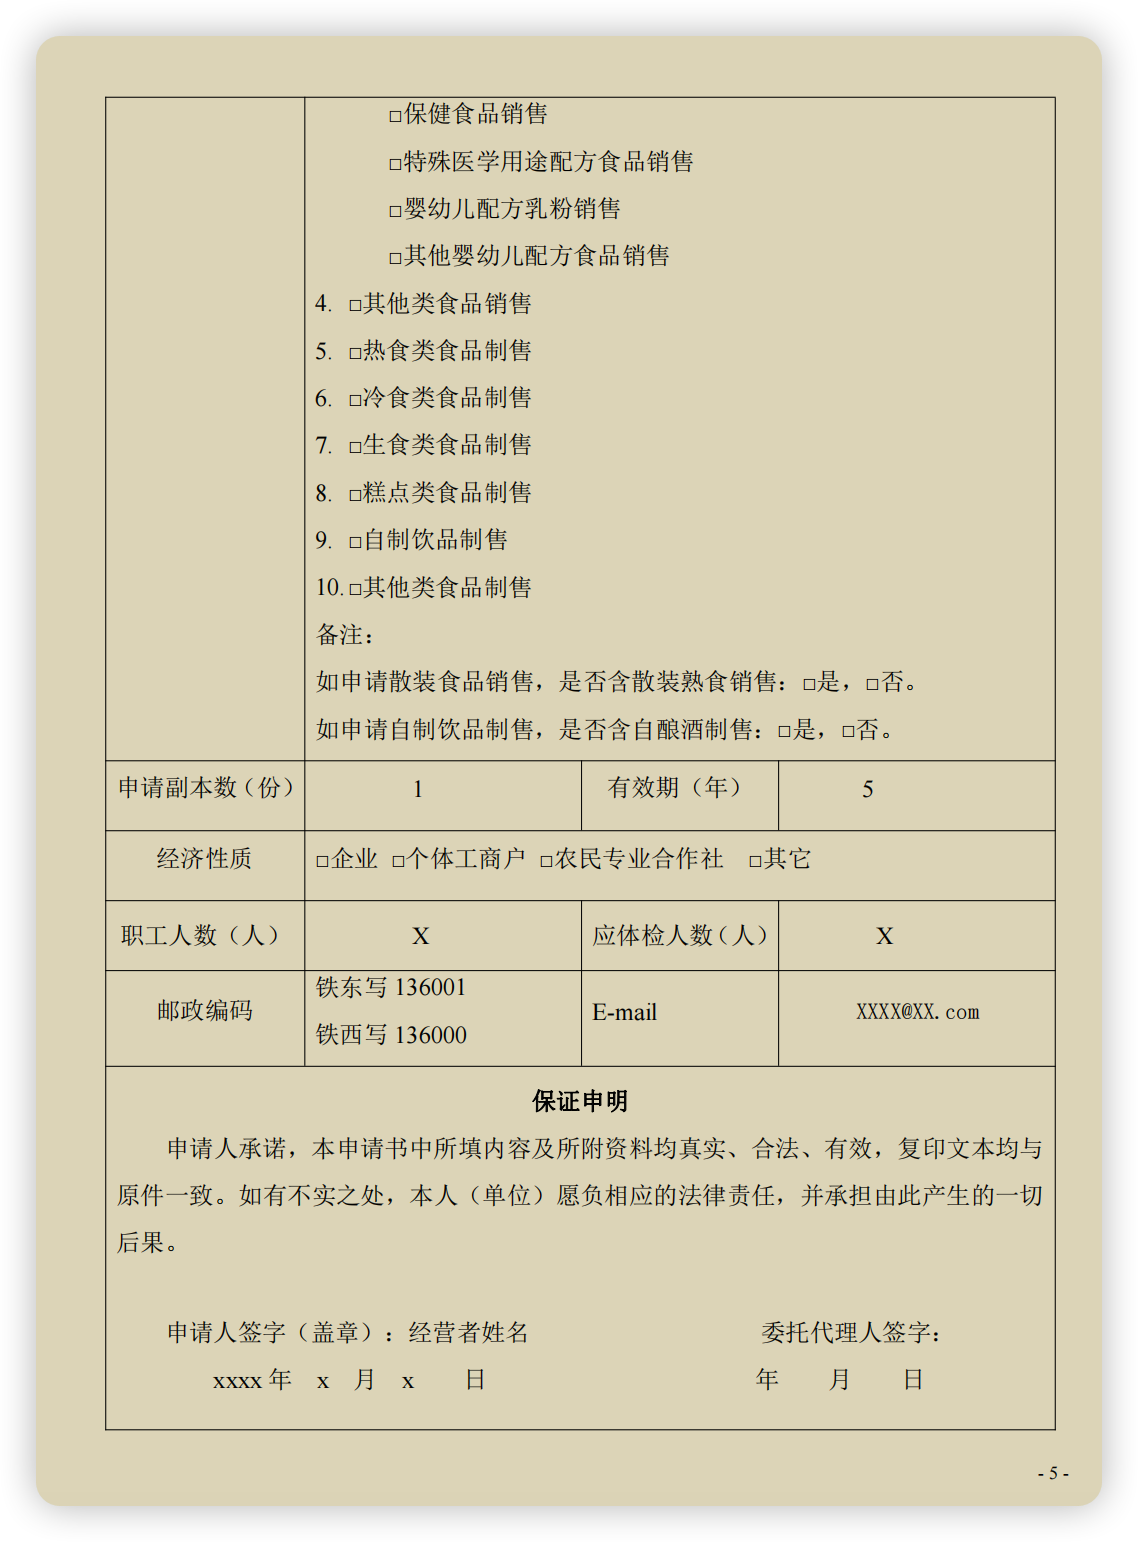 □保健食品销售
□特殊医学用途配方食品销售
□婴幼儿配方乳粉销售
□其他婴幼儿配方食品销售
4. □其他类食品销售
5. □热食类食品制售
6. □冷食类食品制售
7. □生食类食品制售
8. □糕点类食品制售
9. □自制饮品制售
10. □其他类食品制售
备注：
如申请散装食品销售，是否含散装熟食销售：□是，□否。
如申请自制饮品制售，是否含自酿酒制售：□是，□否。
申请副本数（份） 1 有效期（年） 5
经济性质 □企业 □个体工商户 □农民专业合作社 □其它
职工人数（人） X 应体检人数（人） X
邮政编码 铁东写 136001
铁西写 136000
E-mail XXXX@XX.com
保证申明
申请人承诺，本申请书中所填内容及所附资料均真实、合法、有效，复印文本均与
原件一致。如有不实之处，本人（单位）愿负相应的法律责任，并承担由此产生的一切
后果。
申请人签字（盖章）：经营者姓名 委托代理人签字：
xxxx 年 x 月 x 日 年 月 日
- 5 -